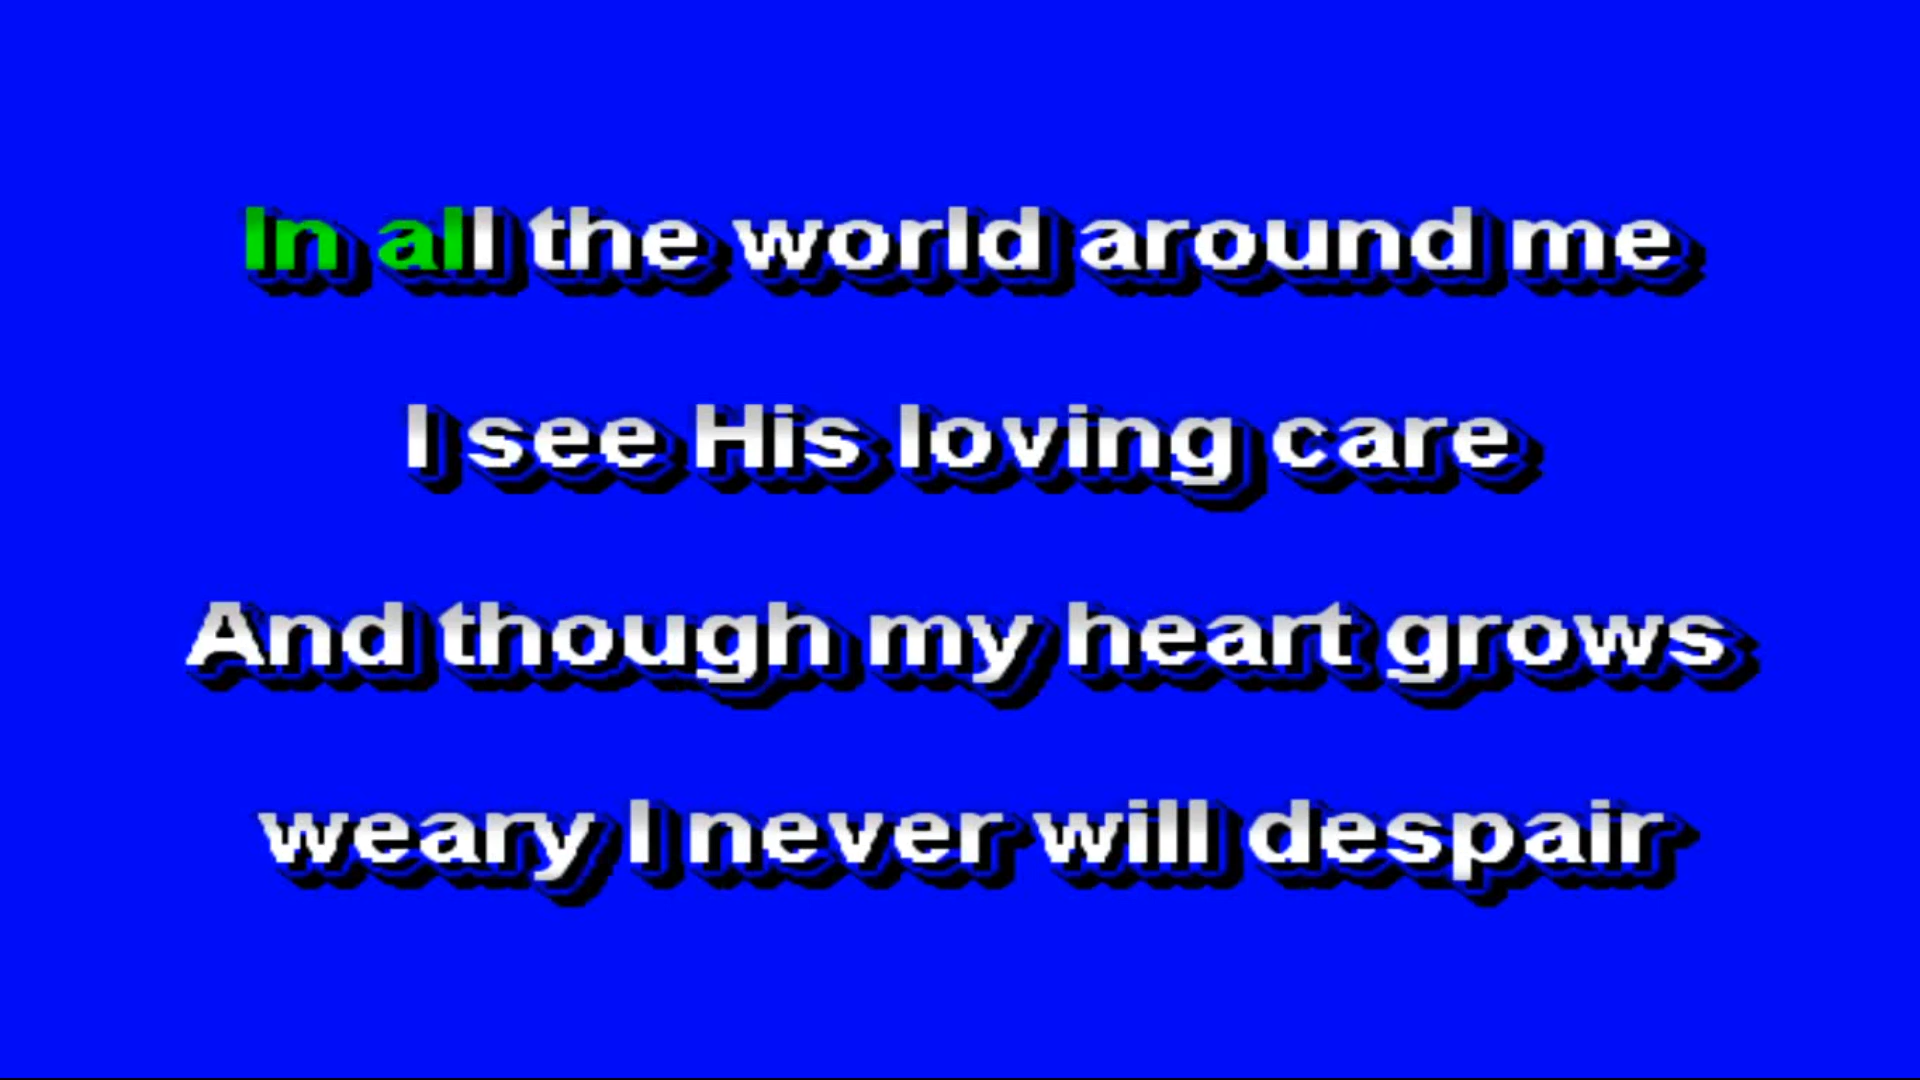 In all the world around me
I see His loving care
And though my heart grows
weary I never will despair